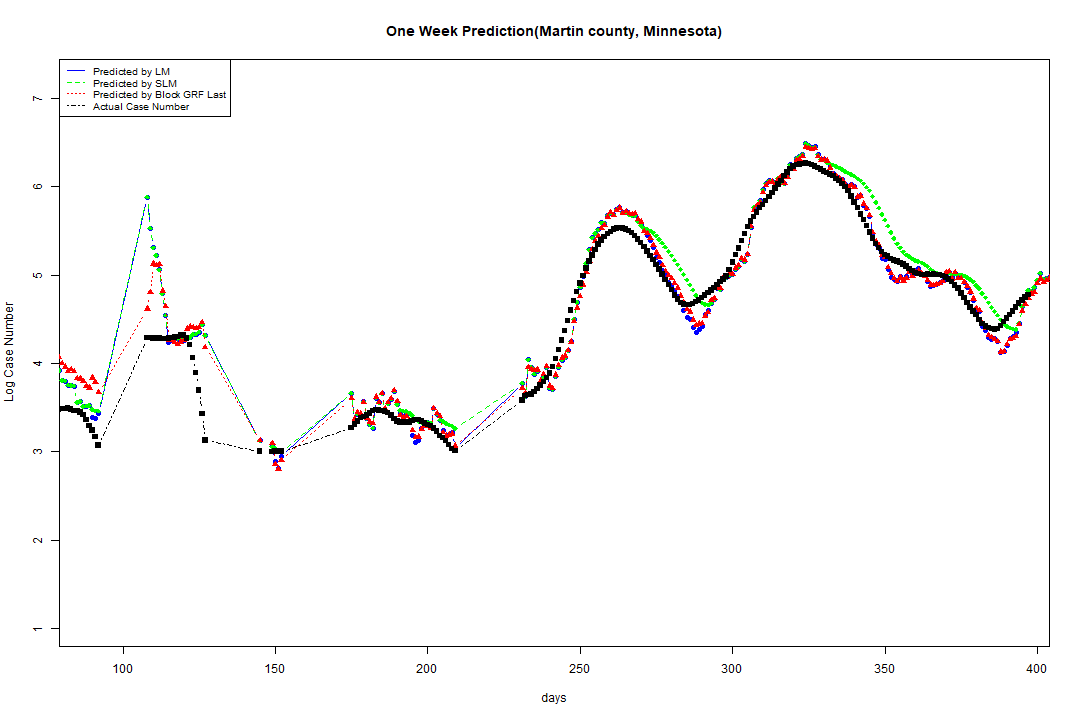 One Week Prediction(Martin county, Minnesota)
Predicted by LM
Predicted by SLM
Predicted by Block GRF Last
Actual Case Number
Log Case Number
7
6
5
4
3
2
1
100 150 200 250 300 350 400
days